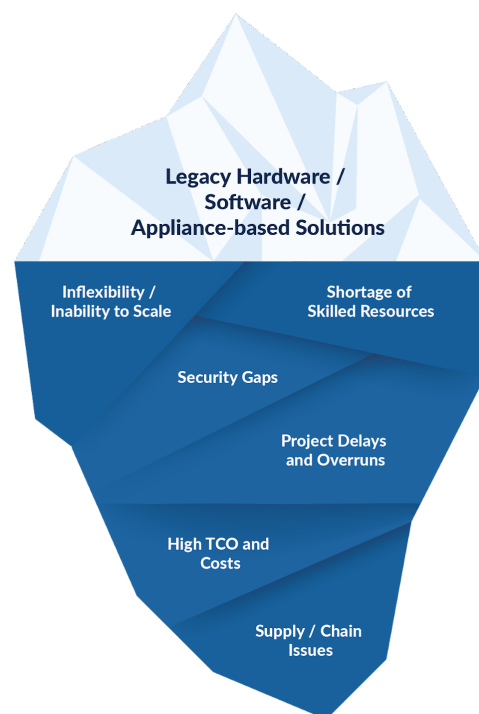 Legacy Hardware /
Software /
Appliance-based Solutions
Inflexibility /
Inability to Scale
Shortage of
Skilled Resources
Security Gaps
Project Delays
and Overruns
High TCO and
Costs
Supply / Chain
Issues